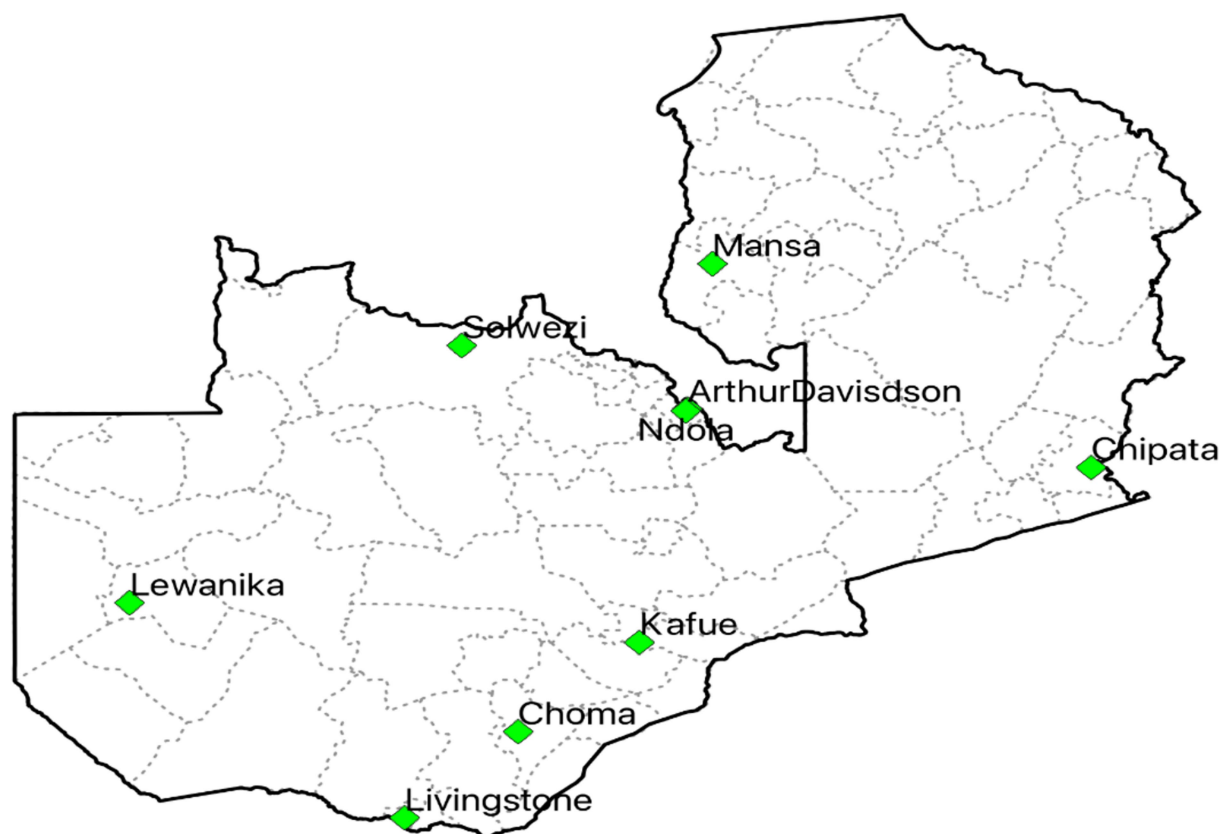 Mansa
Solwezi
ArthurDavisdson
Ndola
Chipata
Lewanika
Kafue
Choma
Livingstone